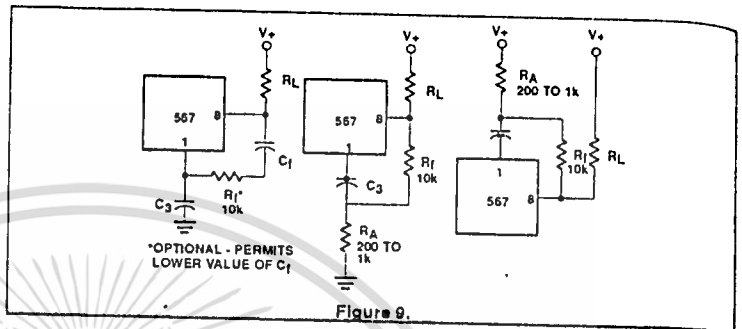 V+
RL
567
8
1
Cf
Rf*
10k
C3
*OPTIONAL - PERMITS
LOWER VALUE OF Cf
V+
RL
567
8
1
Rf
10k
C3
RA
200 TO
1k
V+
V+
RA
200 TO 1k
Rf
10k
RL
1
567
8
Figure 9.